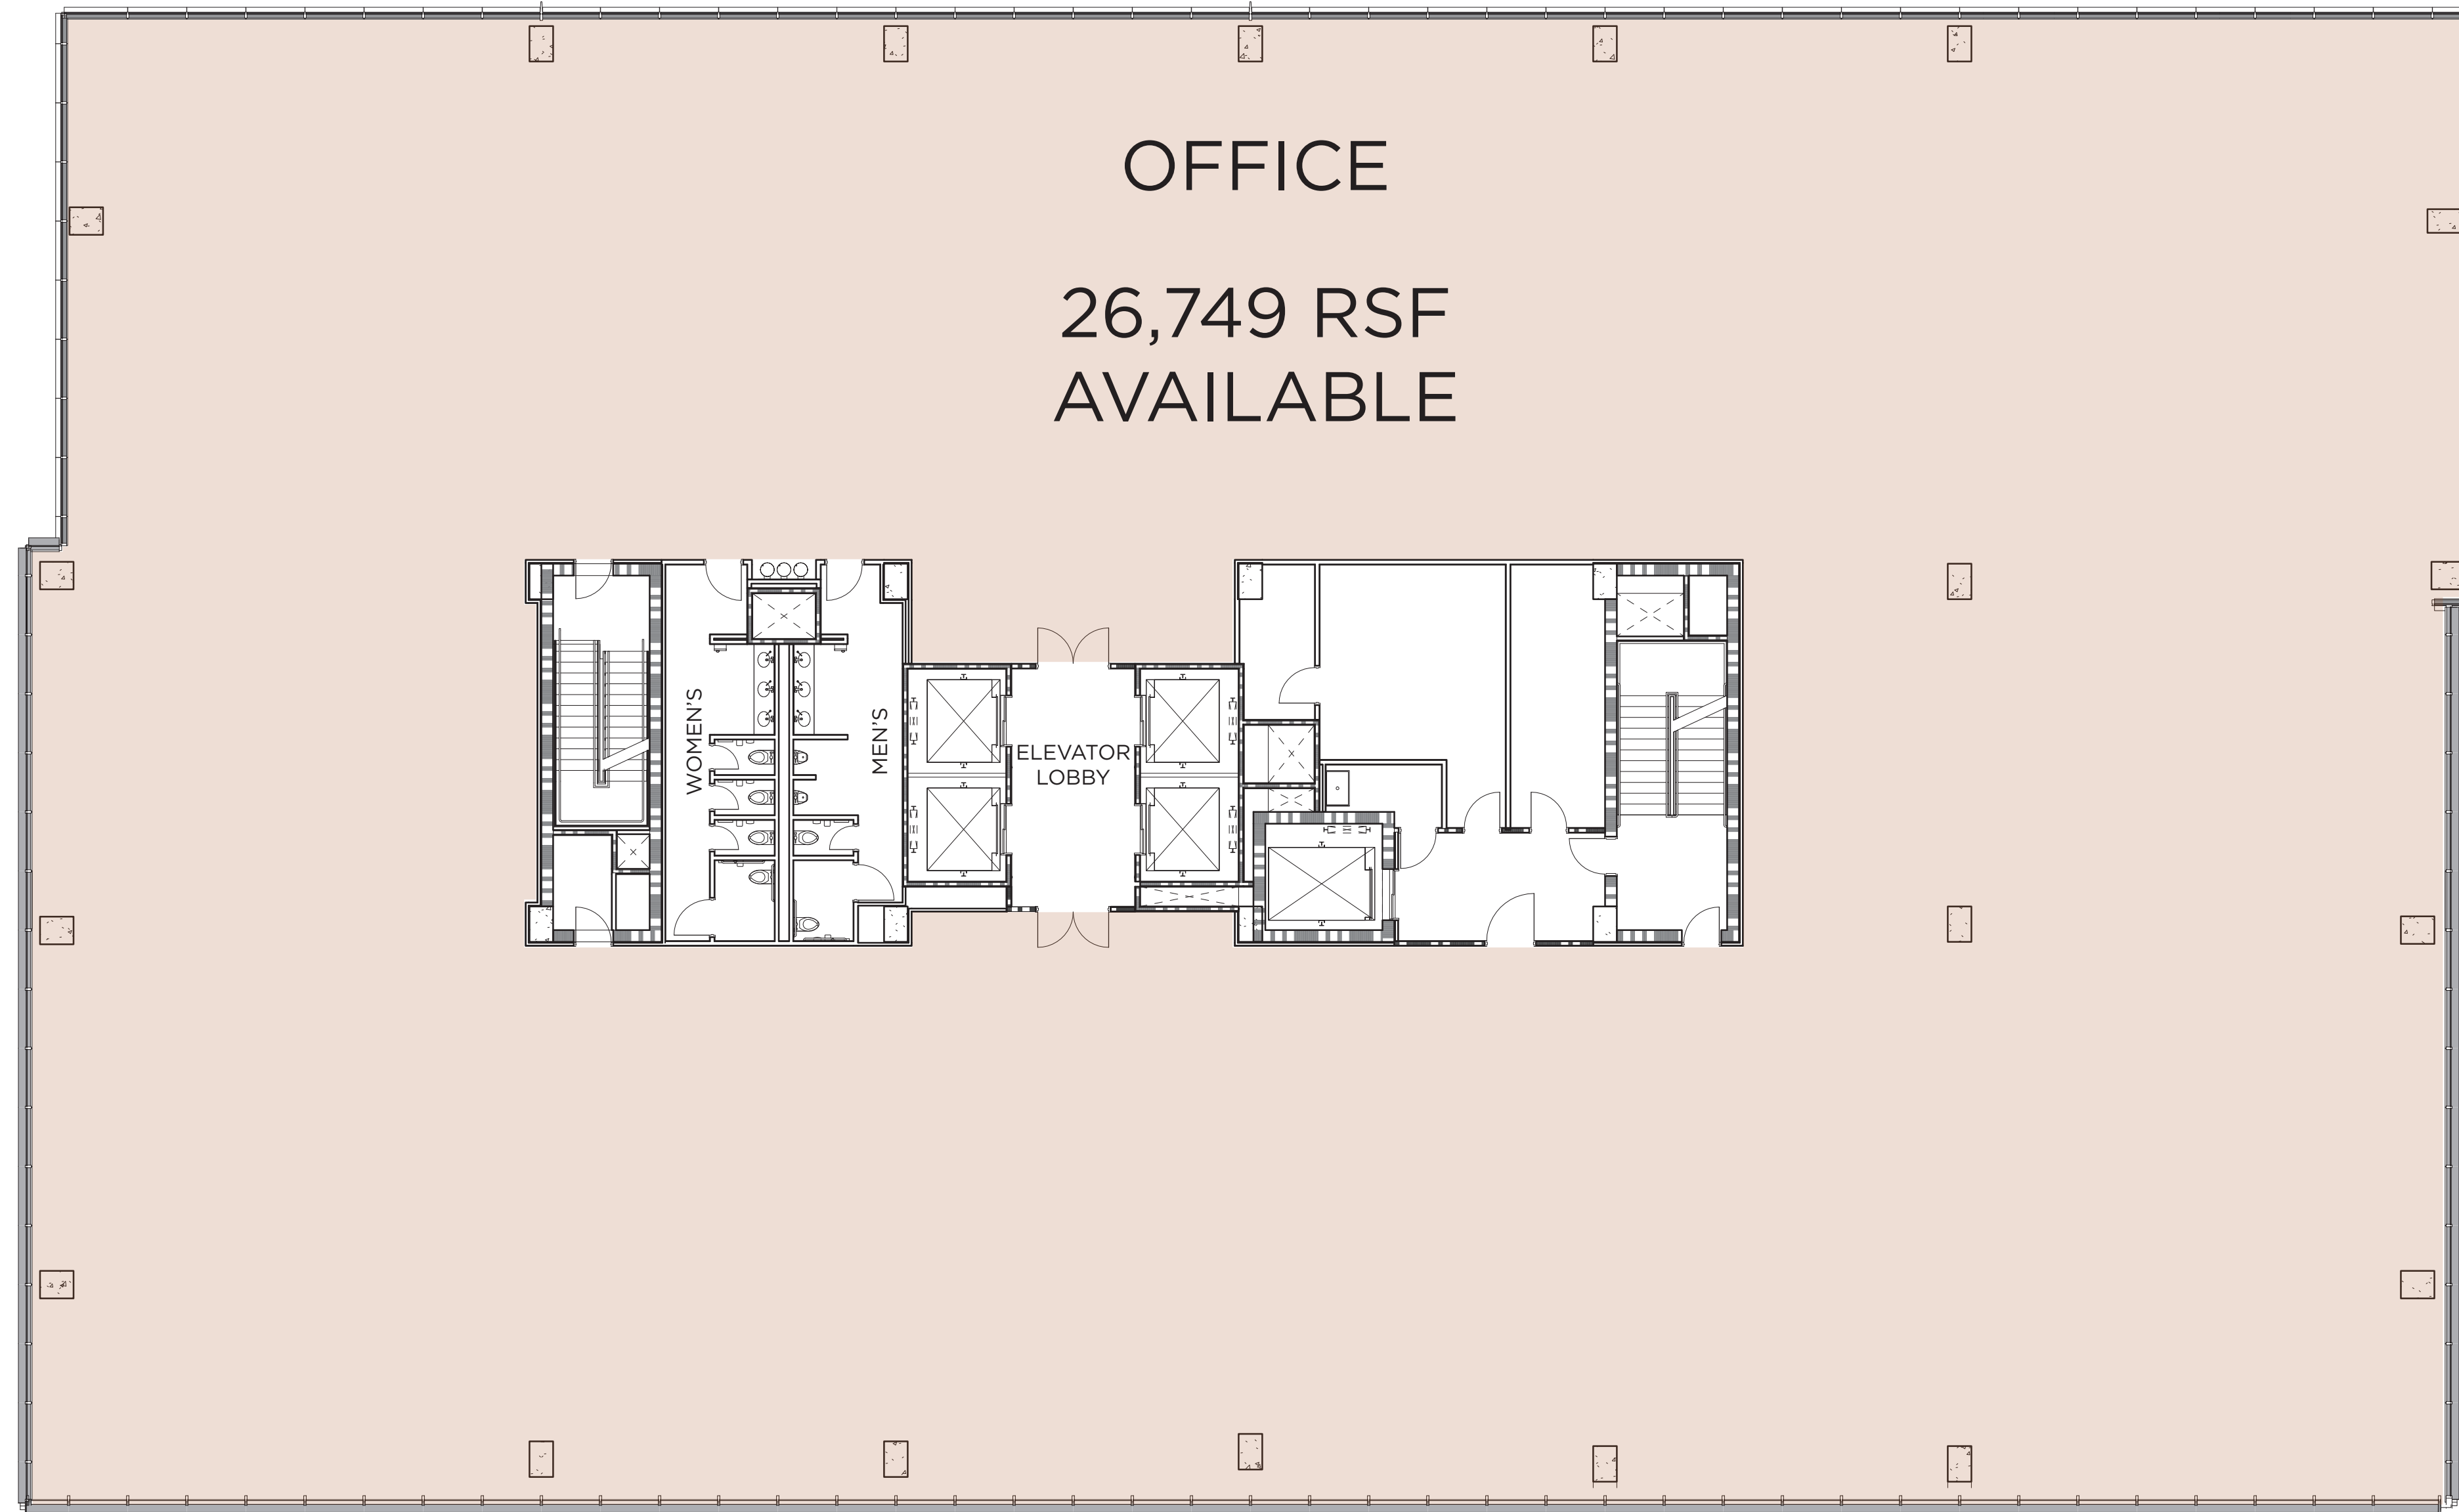 OFFICE
26,749 RSF
AVAILABLE
WOMEN'S
MEN'S
ELEVATOR
LOBBY